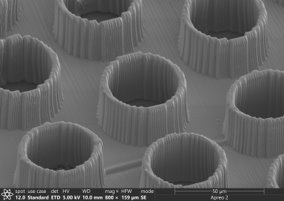 spot use case det HV WD mag × HFW mode
12.0 Standard ETD 5.00 kV 10.0 mm 800 × 159 µm SE
50 µm
Apreo 2